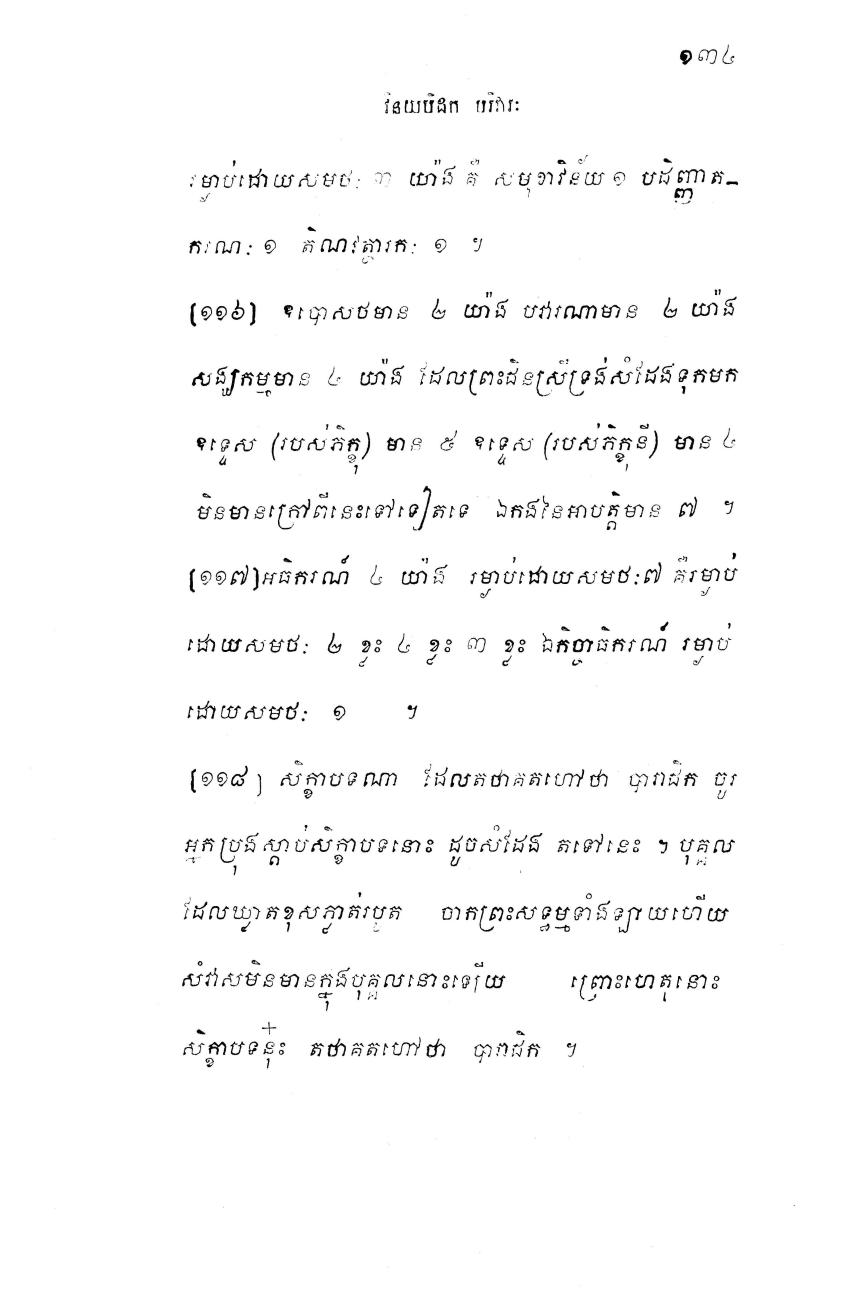 ១៣៤
វិនយបិដក បរិវារៈ
រម្ងាប់ដោយសមថៈ ៣ យ៉ាង គឺ សម្មុខាវិន័យ ១ បដិញ្ញាត-
ករណៈ ១ តិណវត្ថារកៈ ១ ។
(១១៦) ឧបោសថមាន ២ យ៉ាង បវារណាមាន ២ យ៉ាង
សង្ឃកម្មមាន ៤ យ៉ាង ដែលព្រះជិនស្រីទ្រង់សំដែងទុកមក
ឧទ្ទេស (របស់ភិក្ខុ) មាន ៥ ឧទ្ទេស (របស់ភិក្ខុនី) មាន ៤
មិនមានក្រៅពីនេះទៅទៀតទេ ឯកងនៃអាបត្តិមាន ៧ ។
(១១៧) អធិករណ៍ ៤ យ៉ាង រម្ងាប់ដោយសមថៈ ៧ គឺរម្ងាប់
ដោយសមថៈ ២ ខ្លះ ៤ ខ្លះ ៣ ខ្លះ ឯកិច្ចាធិករណ៍ រម្ងាប់
ដោយសមថៈ ១ ។
(១១៨) សិក្ខាបទណា ដែលតថាគតហៅថា បារាជិក ចូរ
អ្នកប្រុងស្តាប់សិក្ខាបទនោះ ដូចសំដែង តទៅនេះ ។ បុគ្គល
ដែលឃ្លាតខុសភ្លាត់របូត ចាកព្រះសទ្ធម្មទាំងឡាយហើយ
សំវាសមិនមានក្នុងបុគ្គលនោះឡើយ ព្រោះហេតុនោះ
សិក្ខាបទនុ៎ះ តថាគតហៅថា បារាជិក ។